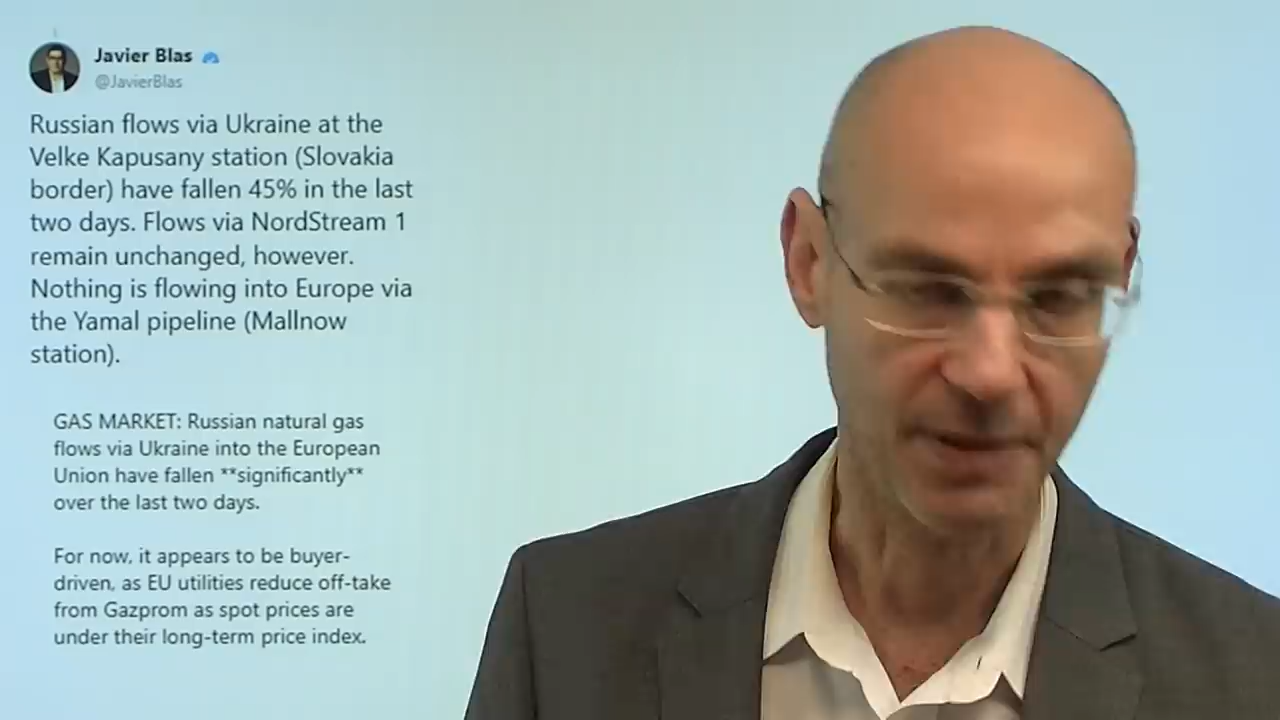 Javier Blas
@JavierBlas
Russian flows via Ukraine at the
Velke Kapusany station (Slovakia
border) have fallen 45% in the last
two days. Flows via NordStream 1
remain unchanged, however.
Nothing is flowing into Europe via
the Yamal pipeline (Mallnow
station).
GAS MARKET: Russian natural gas
flows via Ukraine into the European
Union have fallen **significantly**
over the last two days.
For now, it appears to be buyer-
driven, as EU utilities reduce off-take
from Gazprom as spot prices are
under their long-term price index.